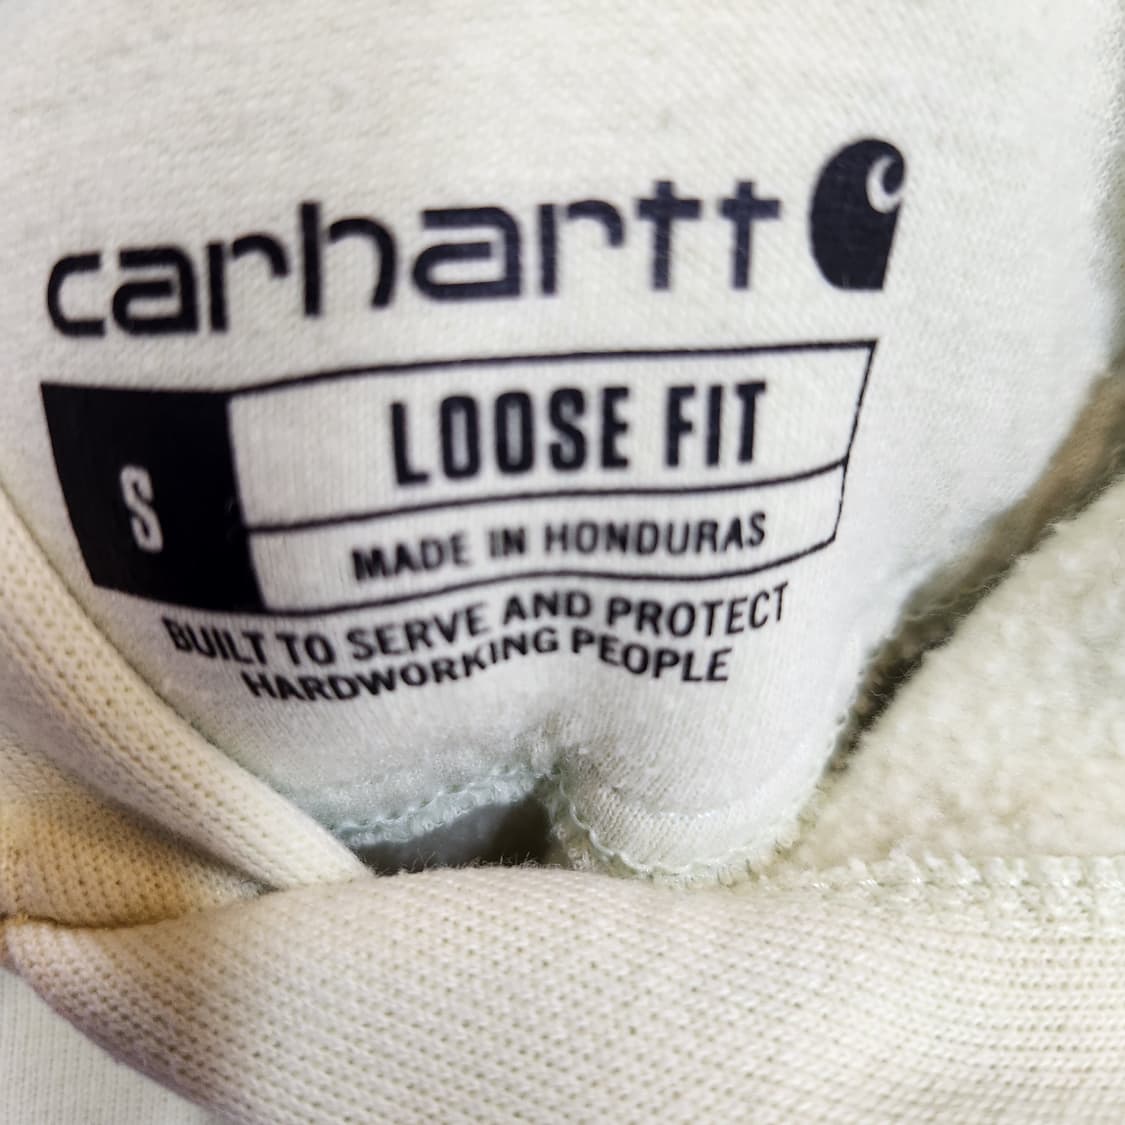 carhartt
S
LOOSE FIT
MADE IN HONDURAS
BUILT TO SERVE AND PROTECT
HARDWORKING PEOPLE